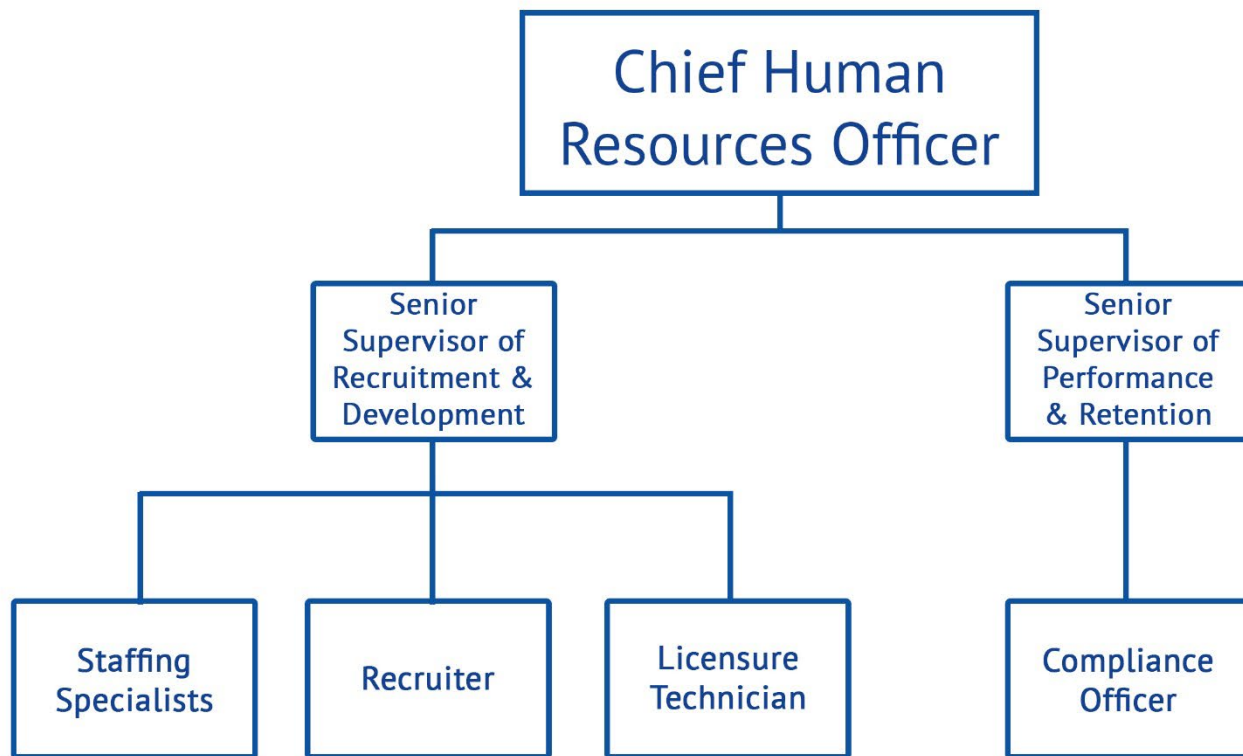 Chief Human
Resources Officer
Senior
Supervisor of
Recruitment &
Development
Senior
Supervisor of
Performance
& Retention
Staffing
Specialists
Recruiter
Licensure
Technician
Compliance
Officer